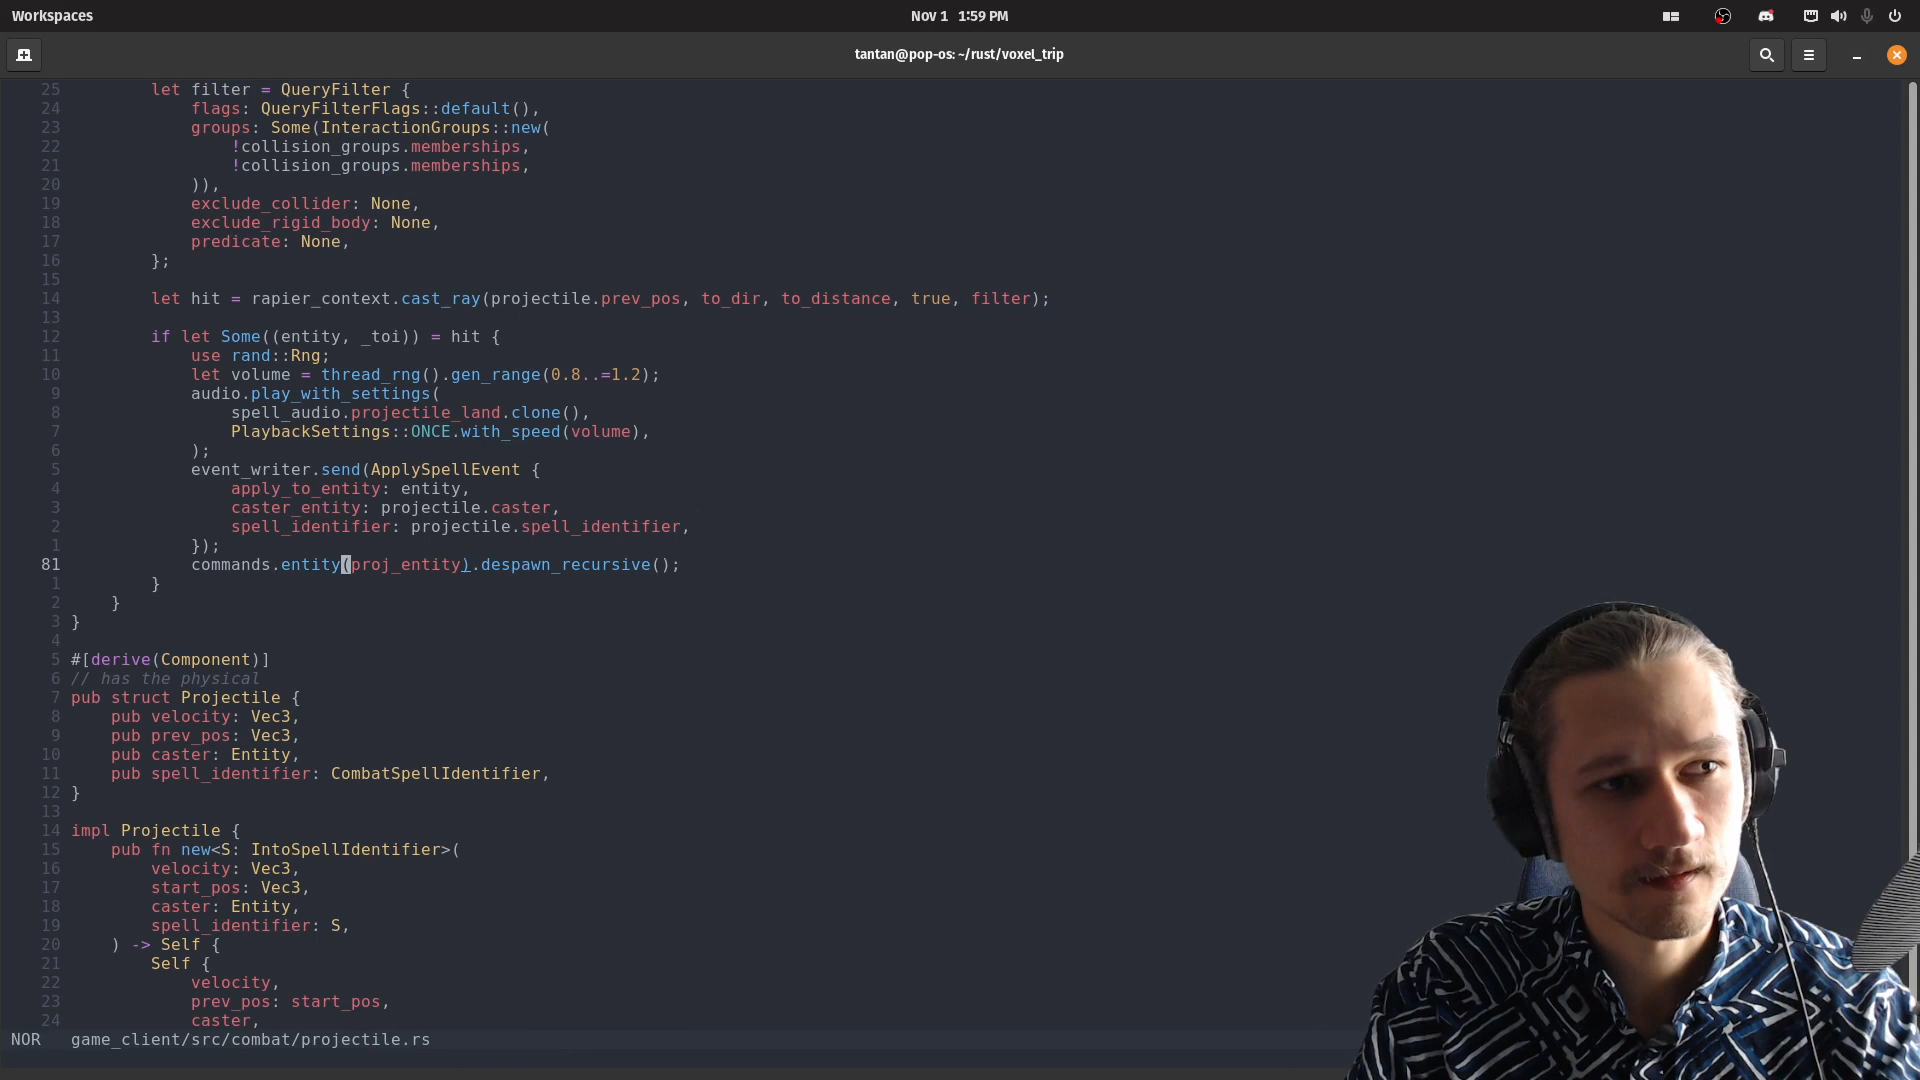 Workspaces
Nov 1 1:59 PM
tantan@pop-os: ~/rust/voxel_trip
25 let filter = QueryFilter {
24 flags: QueryFilterFlags::default(),
23 groups: Some(InteractionGroups::new(
22 !collision_groups.memberships,
21 !collision_groups.memberships,
20 )),
19 exclude_collider: None,
18 exclude_rigid_body: None,
17 predicate: None,
16 };
15
14 let hit = rapier_context.cast_ray(projectile.prev_pos, to_dir, to_distance, true, filter);
13
12 if let Some((entity, _toi)) = hit {
11 use rand::Rng;
10 let volume = thread_rng().gen_range(0.8..=1.2);
9 audio.play_with_settings(
8 spell_audio.projectile_land.clone(),
7 PlaybackSettings::ONCE.with_speed(volume),
6 );
5 event_writer.send(ApplySpellEvent {
4 apply_to_entity: entity,
3 caster_entity: projectile.caster,
2 spell_identifier: projectile.spell_identifier,
1 });
81 commands.entity(proj_entity).despawn_recursive();
1 }
2 }
3 }
4
5 #[derive(Component)]
6 // has the physical
7 pub struct Projectile {
8 pub velocity: Vec3,
9 pub prev_pos: Vec3,
10 pub caster: Entity,
11 pub spell_identifier: CombatSpellIdentifier,
12 }
13
14 impl Projectile {
15 pub fn new<S: IntoSpellIdentifier>(
16 velocity: Vec3,
17 start_pos: Vec3,
18 caster: Entity,
19 spell_identifier: S,
20 ) -> Self {
21 Self {
22 velocity,
23 prev_pos: start_pos,
24 caster,
NOR game_client/src/combat/projectile.rs